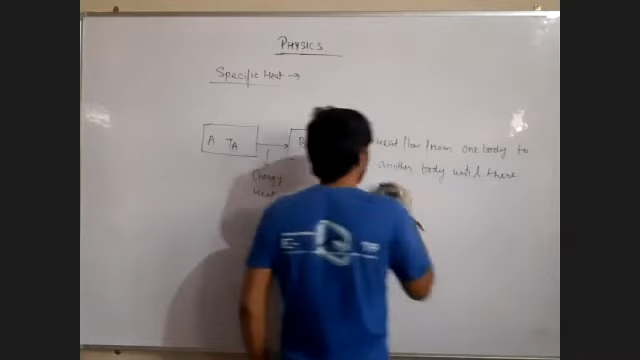 PHYSICS
Specific Heat →
A TA
B
heat flow from one body to
another body until there
Energy
Heat